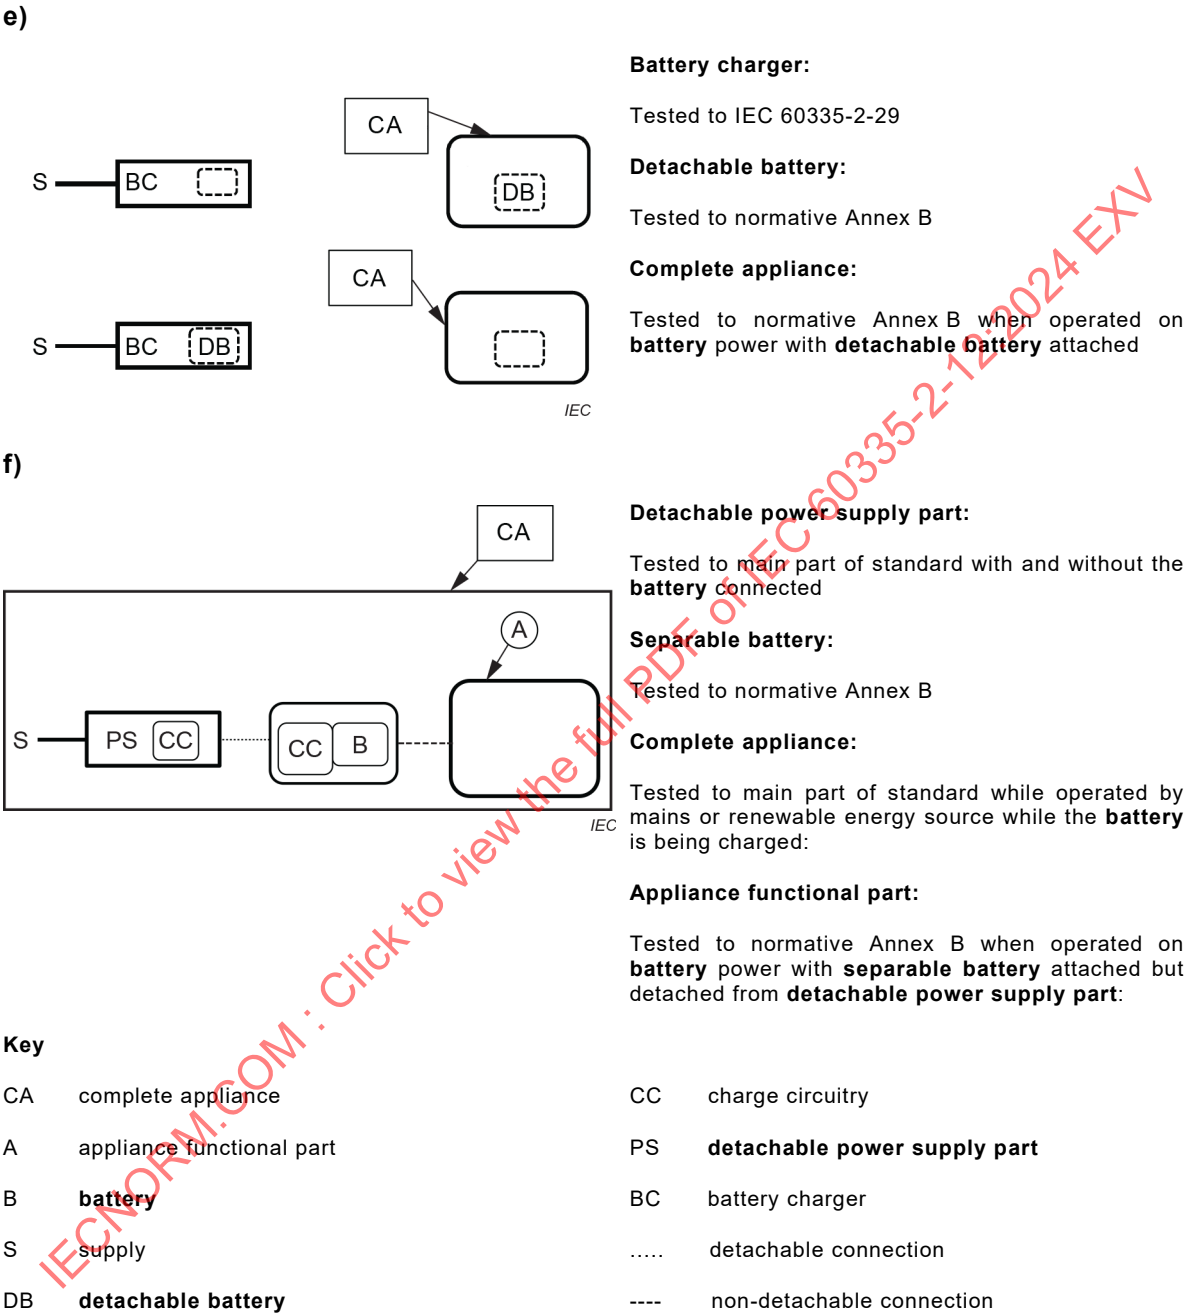 e)
Battery charger:
Tested to IEC 60335-2-29
Detachable battery:
Tested to normative Annex B
Complete appliance:
Tested to normative Annex B when operated on
battery power with detachable battery attached
CA
S
BC
DB
CA
S
BC
DB
IEC
f)
Detachable power supply part:
Tested to main part of standard with and without the
battery connected
Separable battery:
Tested to normative Annex B
Complete appliance:
Tested to main part of standard while operated by
mains or renewable energy source while the battery
is being charged:
Appliance functional part:
Tested to normative Annex B when operated on
battery power with separable battery attached but
detached from detachable power supply part:
CA
A
S
PS
CC
CC
B
IEC
Key
CA complete appliance
CC charge circuitry
A appliance functional part
PS detachable power supply part
B battery
BC battery charger
S supply
..... detachable connection
DB detachable battery
---- non-detachable connection
IECNORM.COM : Click to view the full PDF of IEC 60335-2-12:2024 EXV